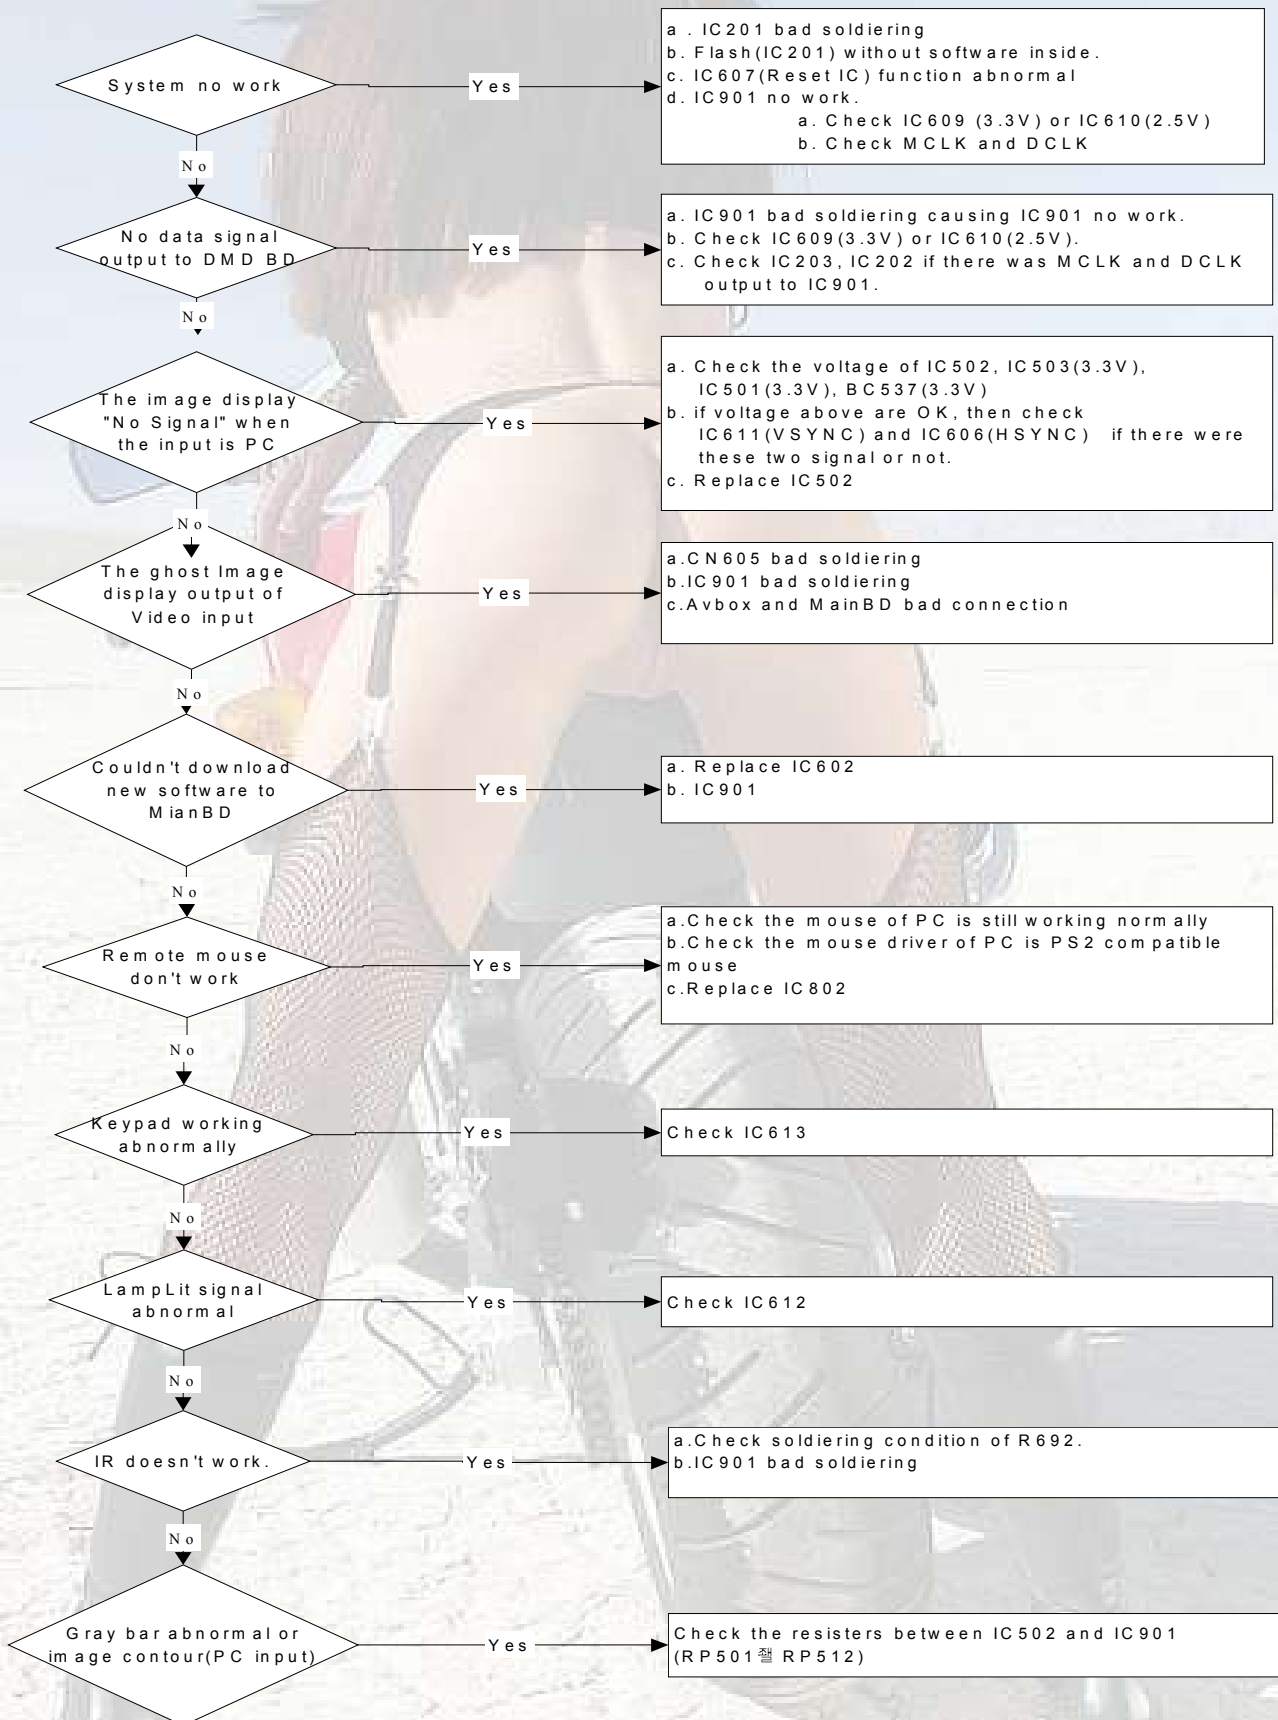 System no work
Yes
a . IC201 bad soldiering
b. Flash(IC201) without software inside.
c. IC607(Reset IC) function abnormal
d. IC901 no work.
a. Check IC609 (3.3V) or IC610(2.5V)
b. Check MCLK and DCLK
No
No data signal
output to DMD BD
Yes
a. IC901 bad soldiering causing IC901 no work.
b. Check IC609(3.3V) or IC610(2.5V).
c. Check IC203, IC202 if there was MCLK and DCLK
output to IC901.
No
The image display
"No Signal" when
the input is PC
Yes
a. Check the voltage of IC502, IC503(3.3V),
IC501(3.3V), BC537(3.3V)
b. if voltage above are OK, then check
IC611(VSYNC) and IC606(HSYNC) if there were
these two signal or not.
c. Replace IC502
No
The ghost Image
display output of
Video input
Yes
a.CN605 bad soldiering
b.IC901 bad soldiering
c.Avbox and MainBD bad connection
No
Couldn't download
new software to
MianBD
Yes
a. Replace IC602
b. IC901
No
Remote mouse
don't work
Yes
a.Check the mouse of PC is still working normally
b.Check the mouse driver of PC is PS2 compatible
mouse
c.Replace IC802
No
Keypad working
abnormally
Yes
Check IC613
No
LampLit signal
abnormal
Yes
Check IC612
No
IR doesn't work.
Yes
a.Check soldiering condition of R692.
b.IC901 bad soldiering
No
Gray bar abnormal or
image contour(PC input)
Yes
Check the resisters between IC502 and IC901
(RP501쟬 RP512)